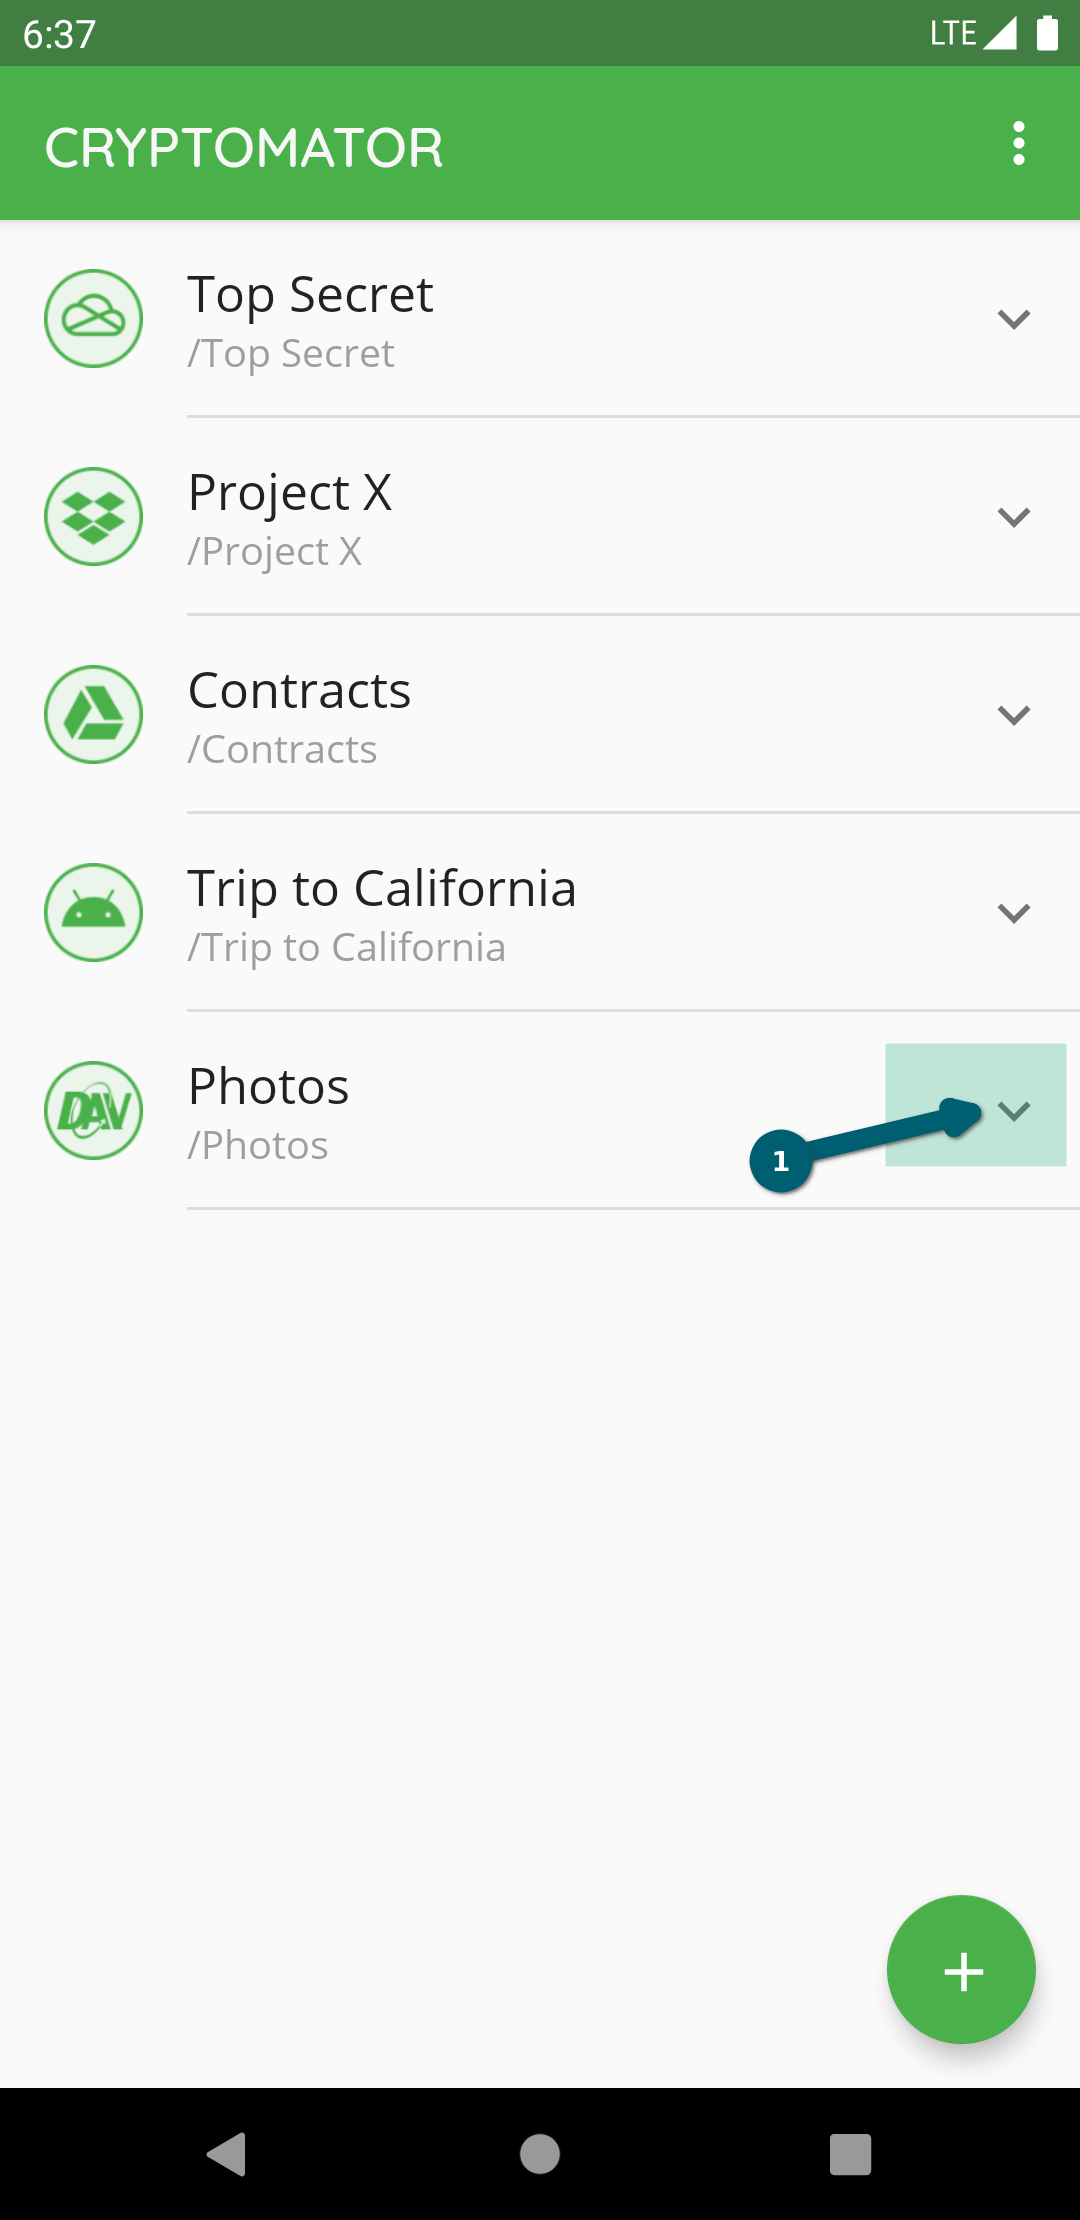 6:37 LTE
CRYPTOMATOR
Top Secret
/Top Secret
Project X
/Project X
Contracts
/Contracts
Trip to California
/Trip to California
DAV
Photos
/Photos
1